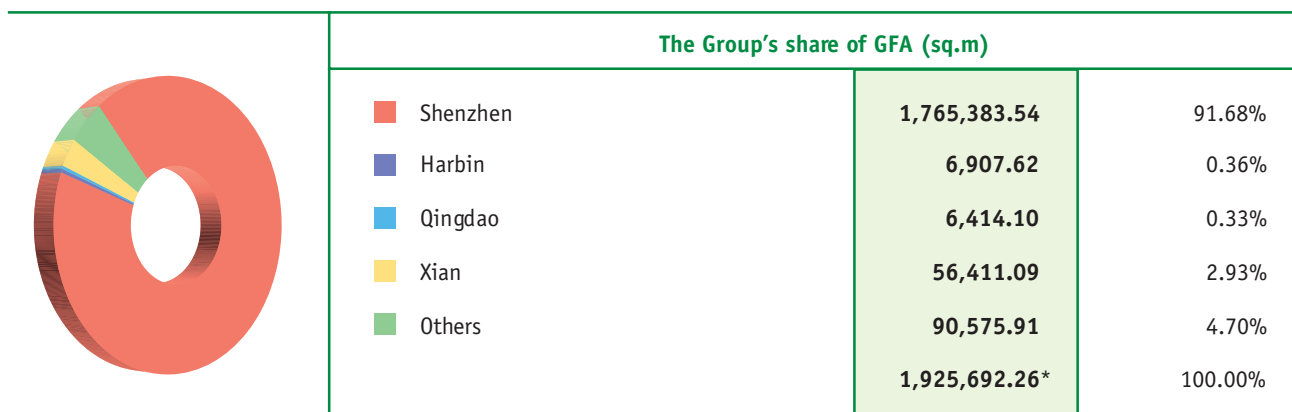 The Group's share of GFA (sq.m)
Shenzhen 1,765,383.54 91.68%
Harbin 6,907.62 0.36%
Qingdao 6,414.10 0.33%
Xian 56,411.09 2.93%
Others 90,575.91 4.70%
1,925,692.26* 100.00%